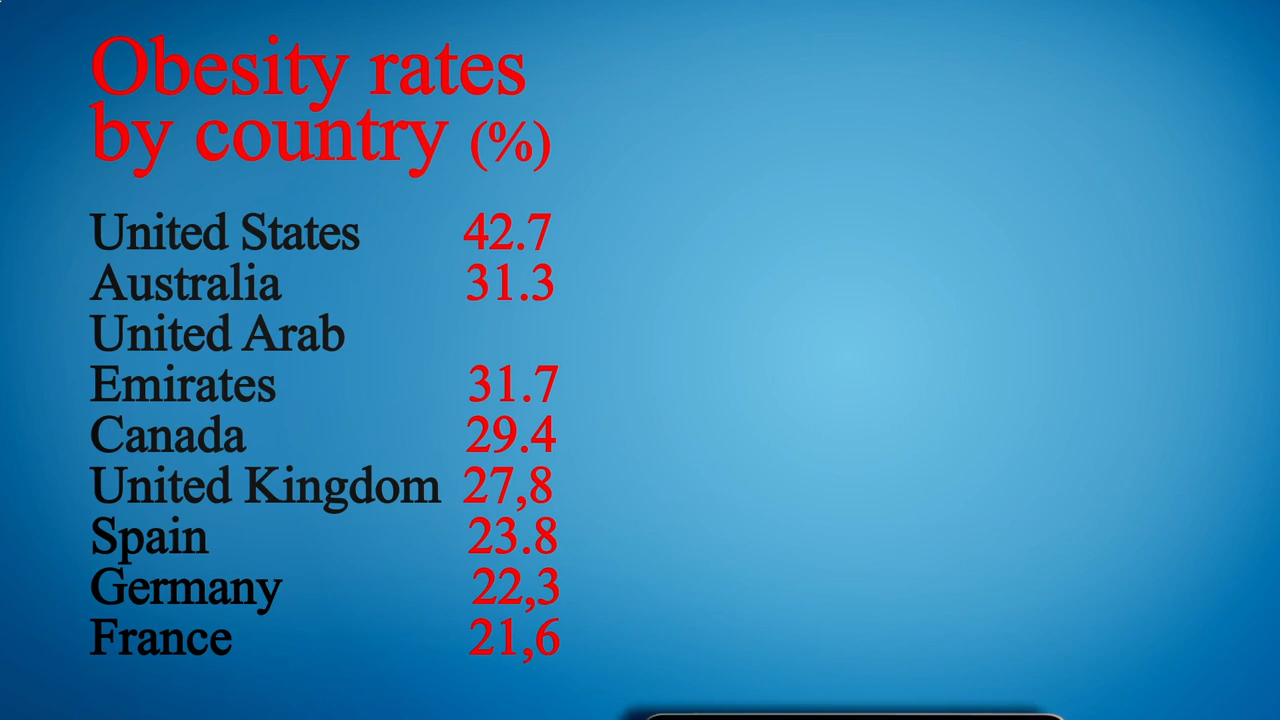 Obesity rates
by country (%)
United States 42.7
Australia 31.3
United Arab
Emirates 31.7
Canada 29.4
United Kingdom 27,8
Spain 23.8
Germany 22,3
France 21,6